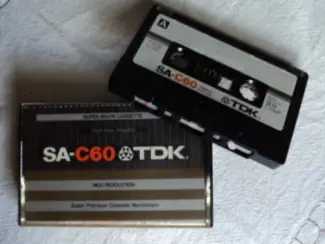 A
SA-C60 TDK
SUPER AVILYN CASSETTE
SA-C60 TDK
HIGH RESOLUTION
Super Precision Cassette Mechanism